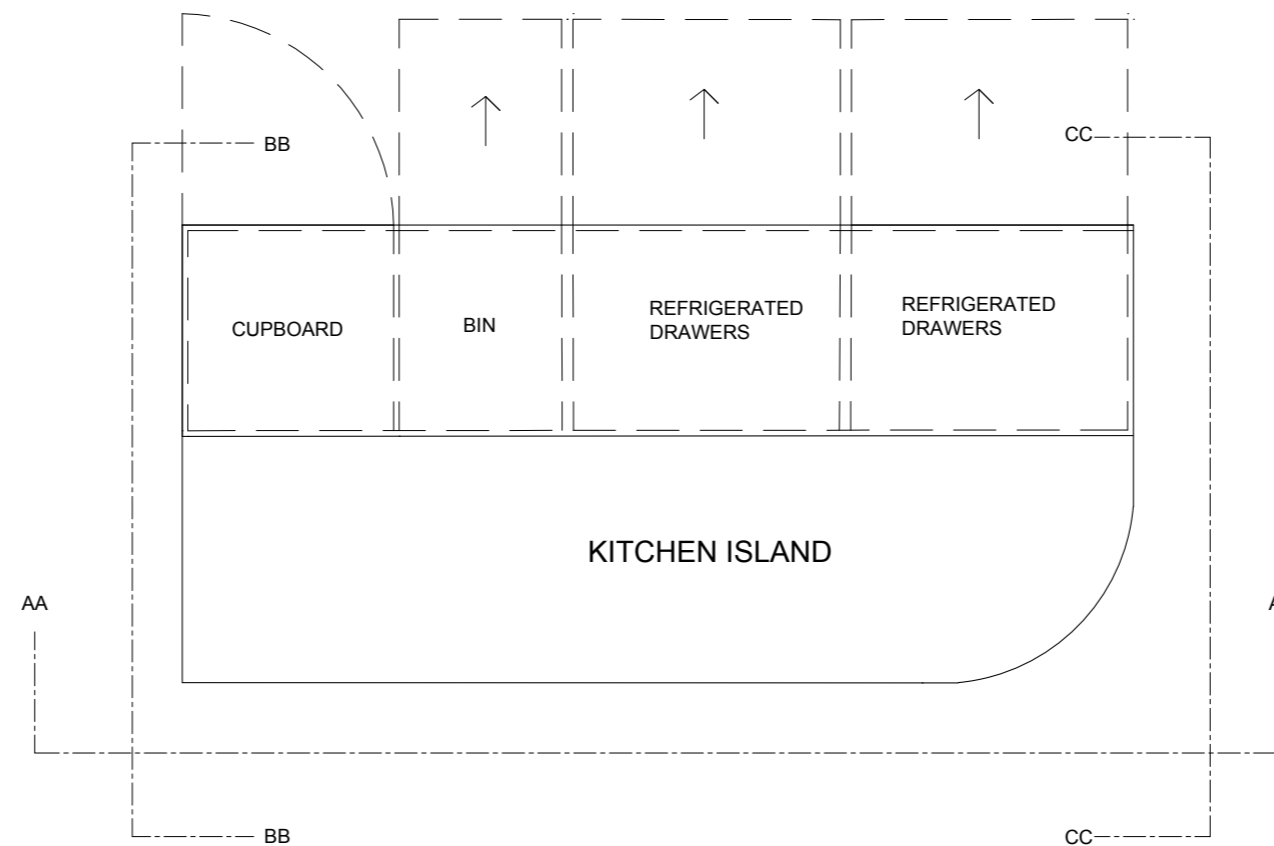 BB
CC
CUPBOARD
BIN
REFRIGERATED
DRAWERS
REFRIGERATED
DRAWERS
KITCHEN ISLAND
AA
BB
CC